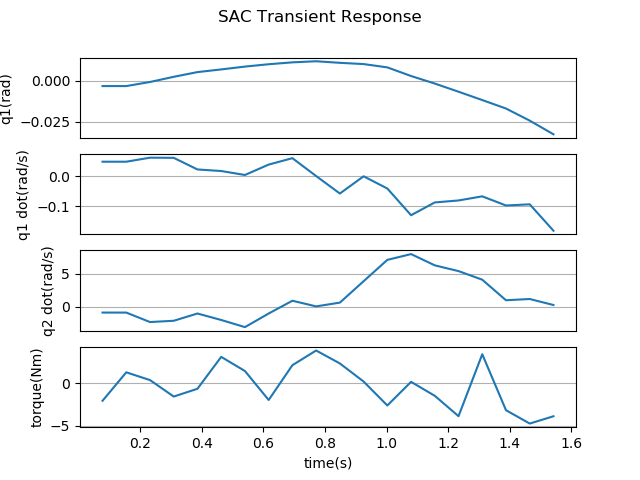 SAC Transient Response
0.000
−0.025
q1(rad)
0.0
−0.1
q1 dot(rad/s)
5
0
q2 dot(rad/s)
0
−5
torque(Nm)
0.2 0.4 0.6 0.8 1.0 1.2 1.4 1.6
time(s)